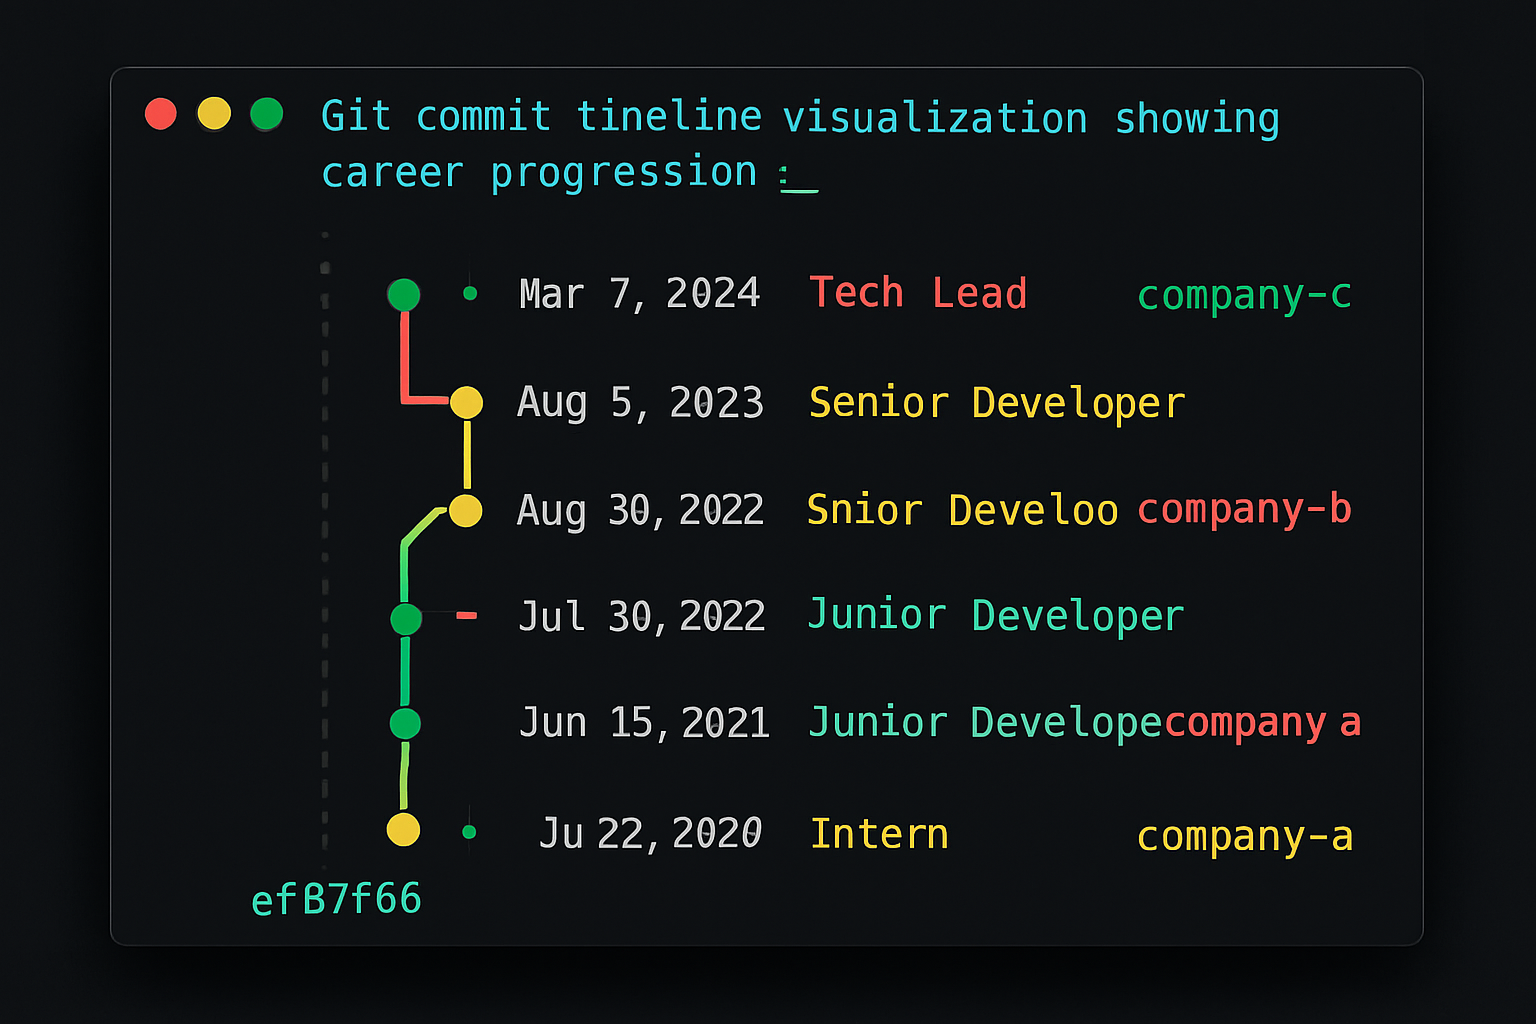 Git commit tineline visualization showing
career progression :_
Mar 7, 2024 Tech Lead company-c
Aug 5, 2023 Senior Developer
Aug 30, 2022 Snior Develoo company-b
Jul 30, 2022 Junior Developer
Jun 15, 2021 Junior Developecompany a
Ju 22, 2020 Intern company-a
efB7f66